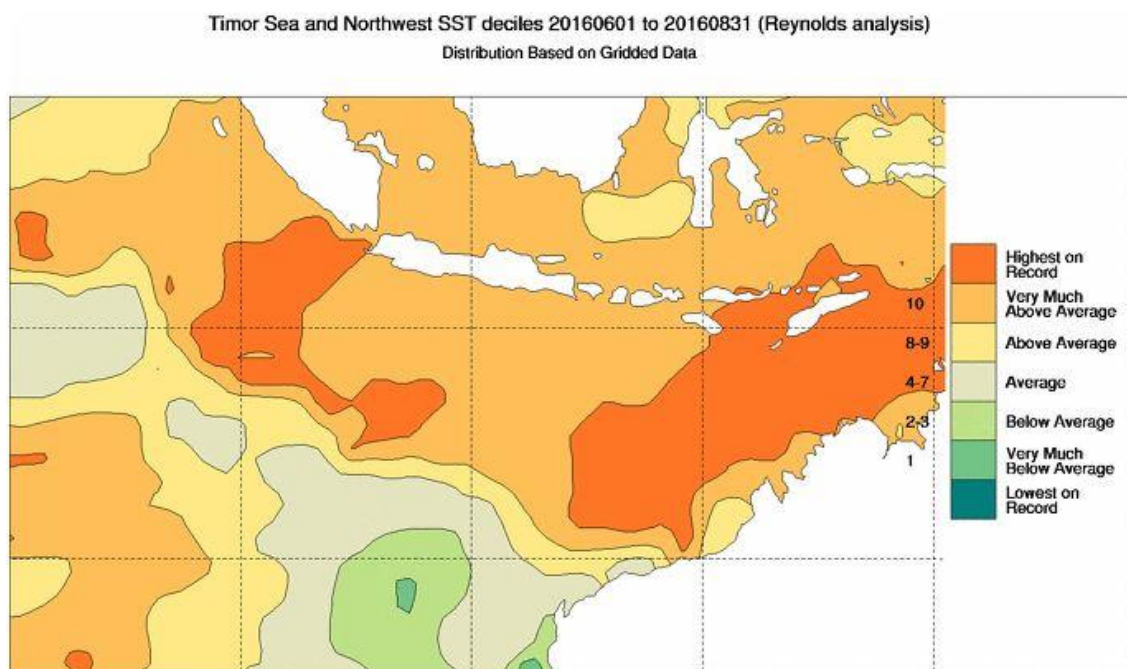 Timor Sea and Northwest SST deciles 20160601 to 20160831 (Reynolds analysis)
Distribution Based on Gridded Data
Highest on
Record
10
Very Much
Above Average
8-9
Above Average
4-7
Average
2-3
Below Average
1
Very Much
Below Average
Lowest on
Record